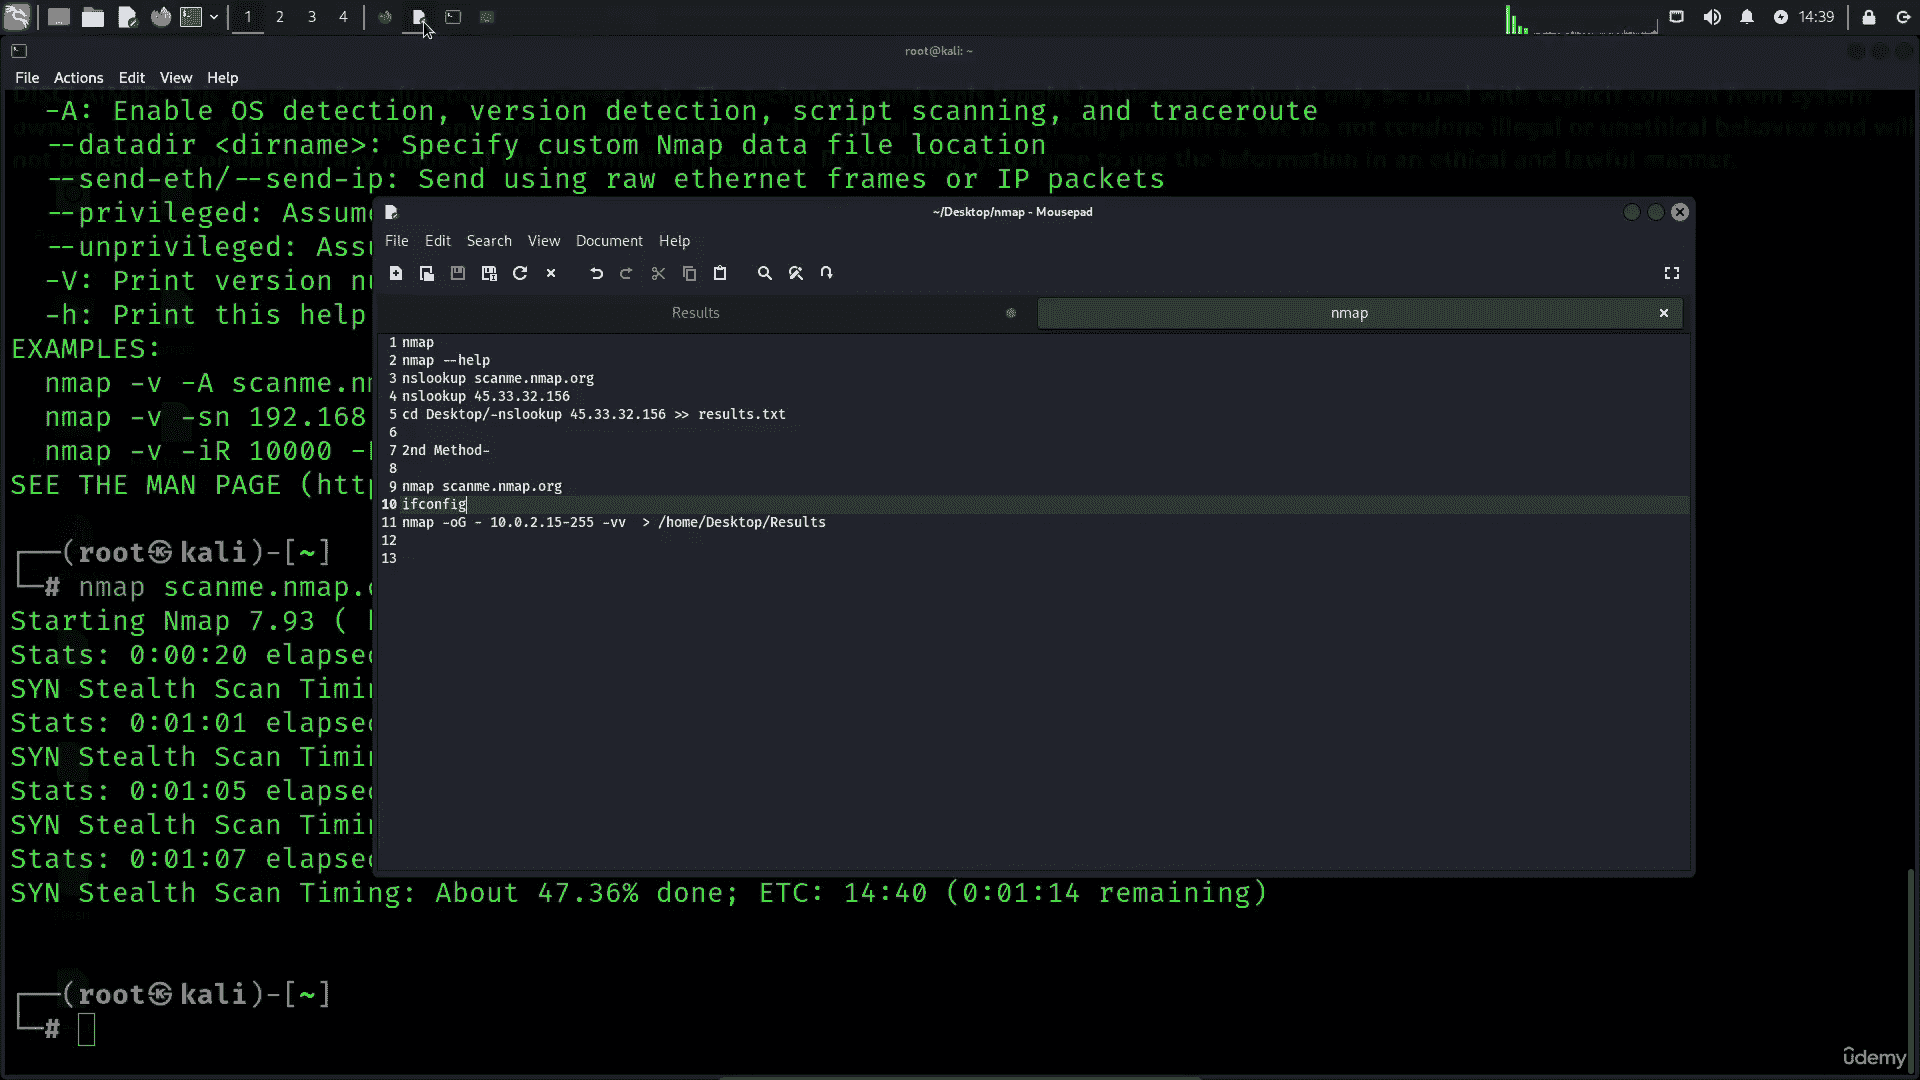 1 2 3 4 14:39
root@kali: ~
File Actions Edit View Help
-A: Enable OS detection, version detection, script scanning, and traceroute
--datadir <dirname>: Specify custom Nmap data file location
--send-eth/--send-ip: Send using raw ethernet frames or IP packets
--privileged: Assume
--unprivileged: Assu
-V: Print version nu
-h: Print this help
EXAMPLES:
nmap -v -A scanme.nm
nmap -v -sn 192.168
nmap -v -iR 10000 -
SEE THE MAN PAGE (http
(root㉿kali)-[~]
# nmap scanme.nmap.o
Starting Nmap 7.93 ( h
Stats: 0:00:20 elapsed
SYN Stealth Scan Timin
Stats: 0:01:01 elapsed
SYN Stealth Scan Timin
Stats: 0:01:05 elapsed
SYN Stealth Scan Timin
Stats: 0:01:07 elapsed
SYN Stealth Scan Timing: About 47.36% done; ETC: 14:40 (0:01:14 remaining)
(root㉿kali)-[~]
#
~/Desktop/nmap - Mousepad
File Edit Search View Document Help
Results nmap
1 nmap
2 nmap --help
3 nslookup scanme.nmap.org
4 nslookup 45.33.32.156
5 cd Desktop/-nslookup 45.33.32.156 >> results.txt
6
7 2nd Method-
8
9 nmap scanme.nmap.org
10 ifconfig
11 nmap -oG - 10.0.2.15-255 -vv  > /home/Desktop/Results
12
13
ûdemy